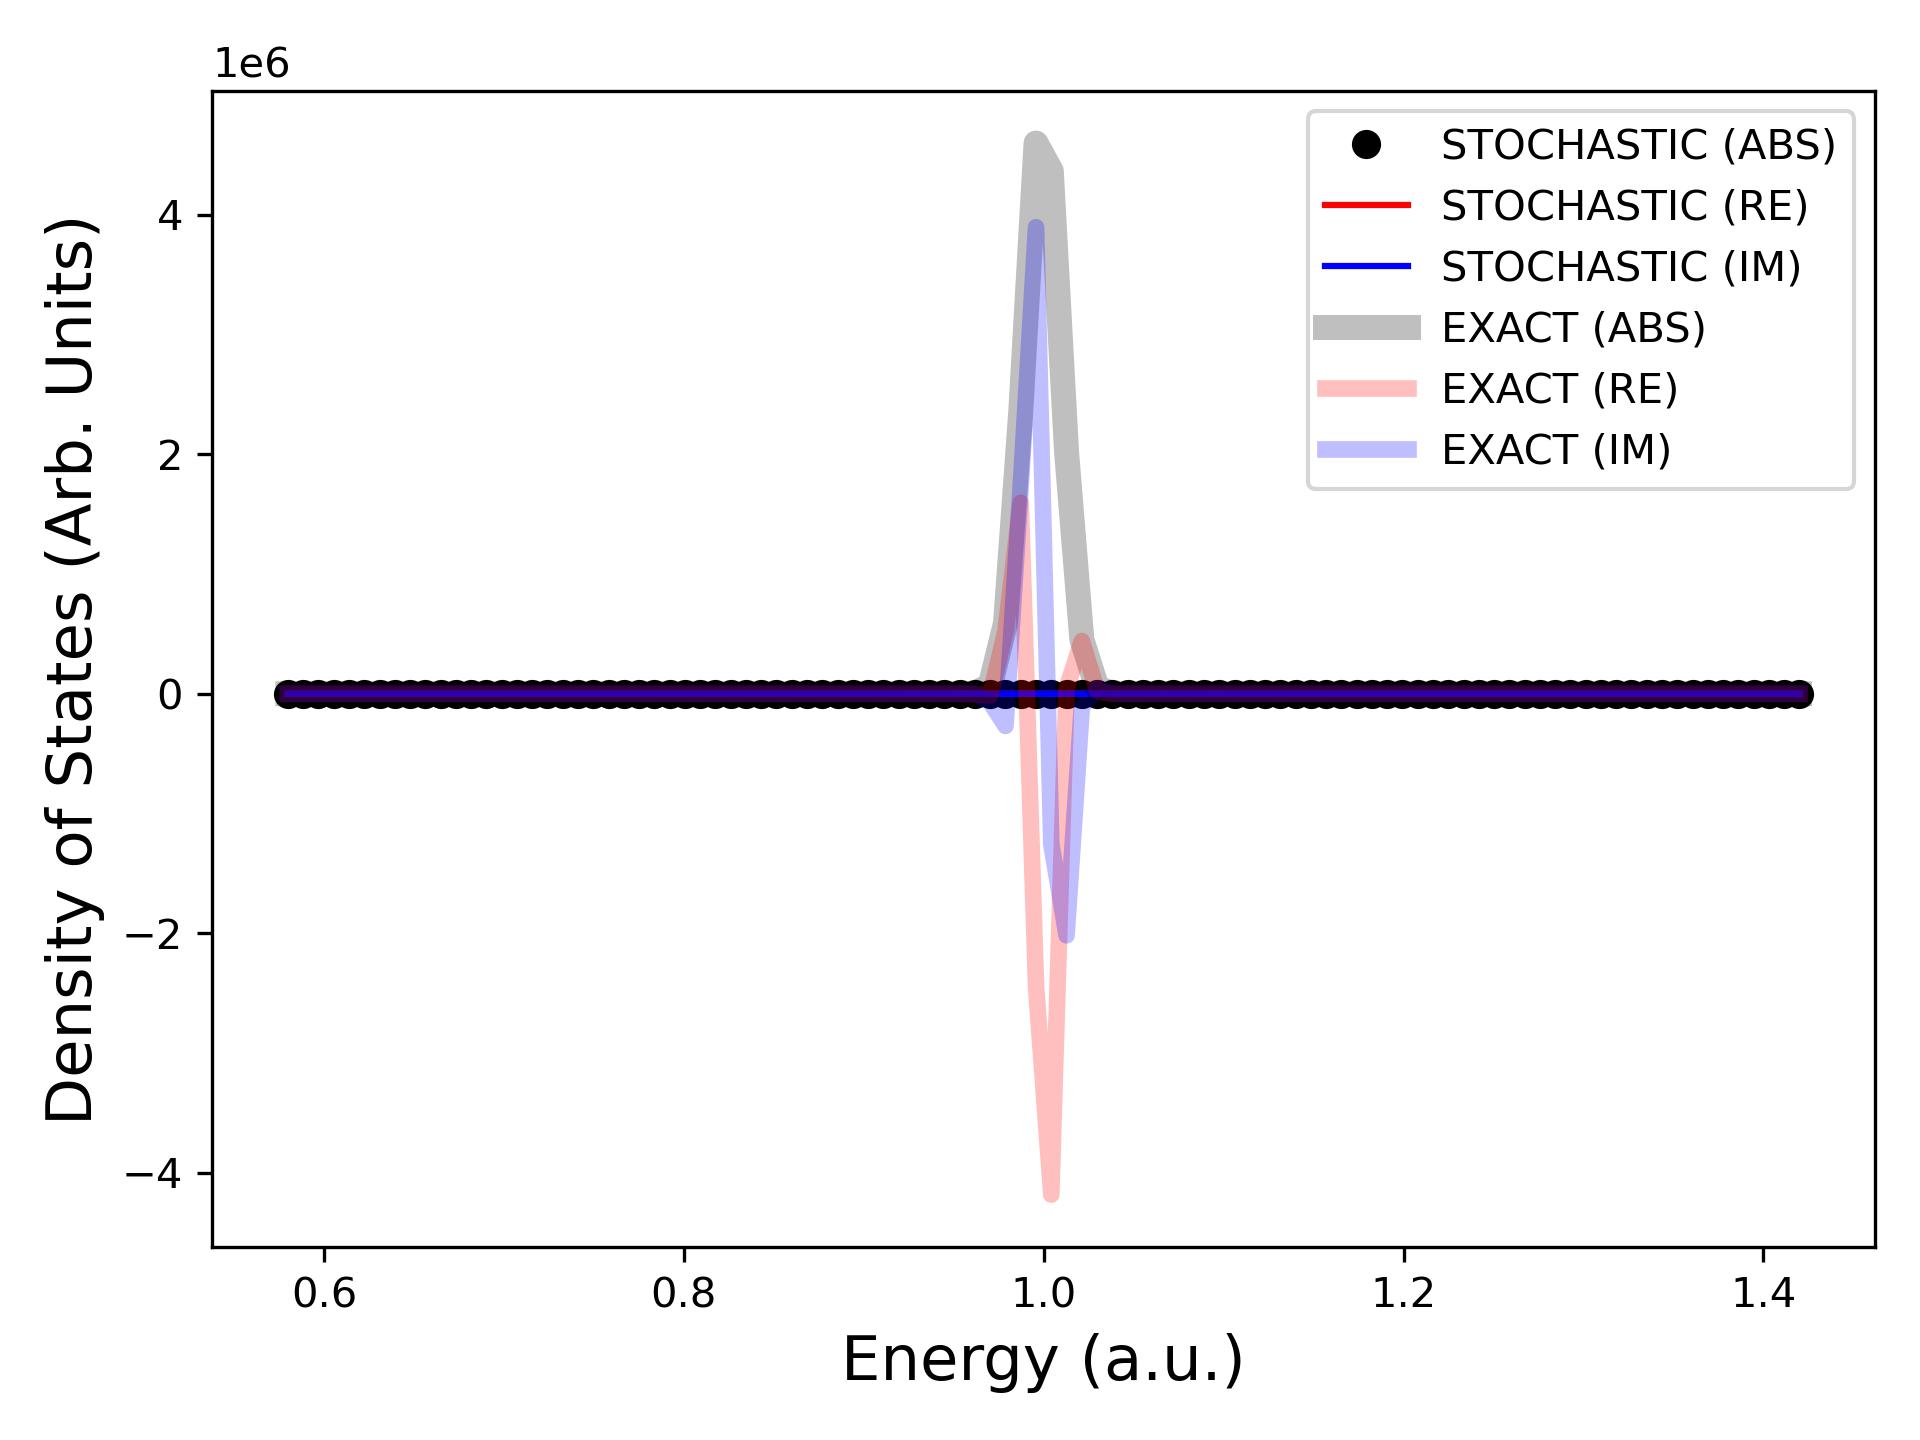 1e6
Density of States (Arb. Units)
4
2
0
−2
−4
STOCHASTIC (ABS)
STOCHASTIC (RE)
STOCHASTIC (IM)
EXACT (ABS)
EXACT (RE)
EXACT (IM)
0.6 0.8 1.0 1.2 1.4
Energy (a.u.)